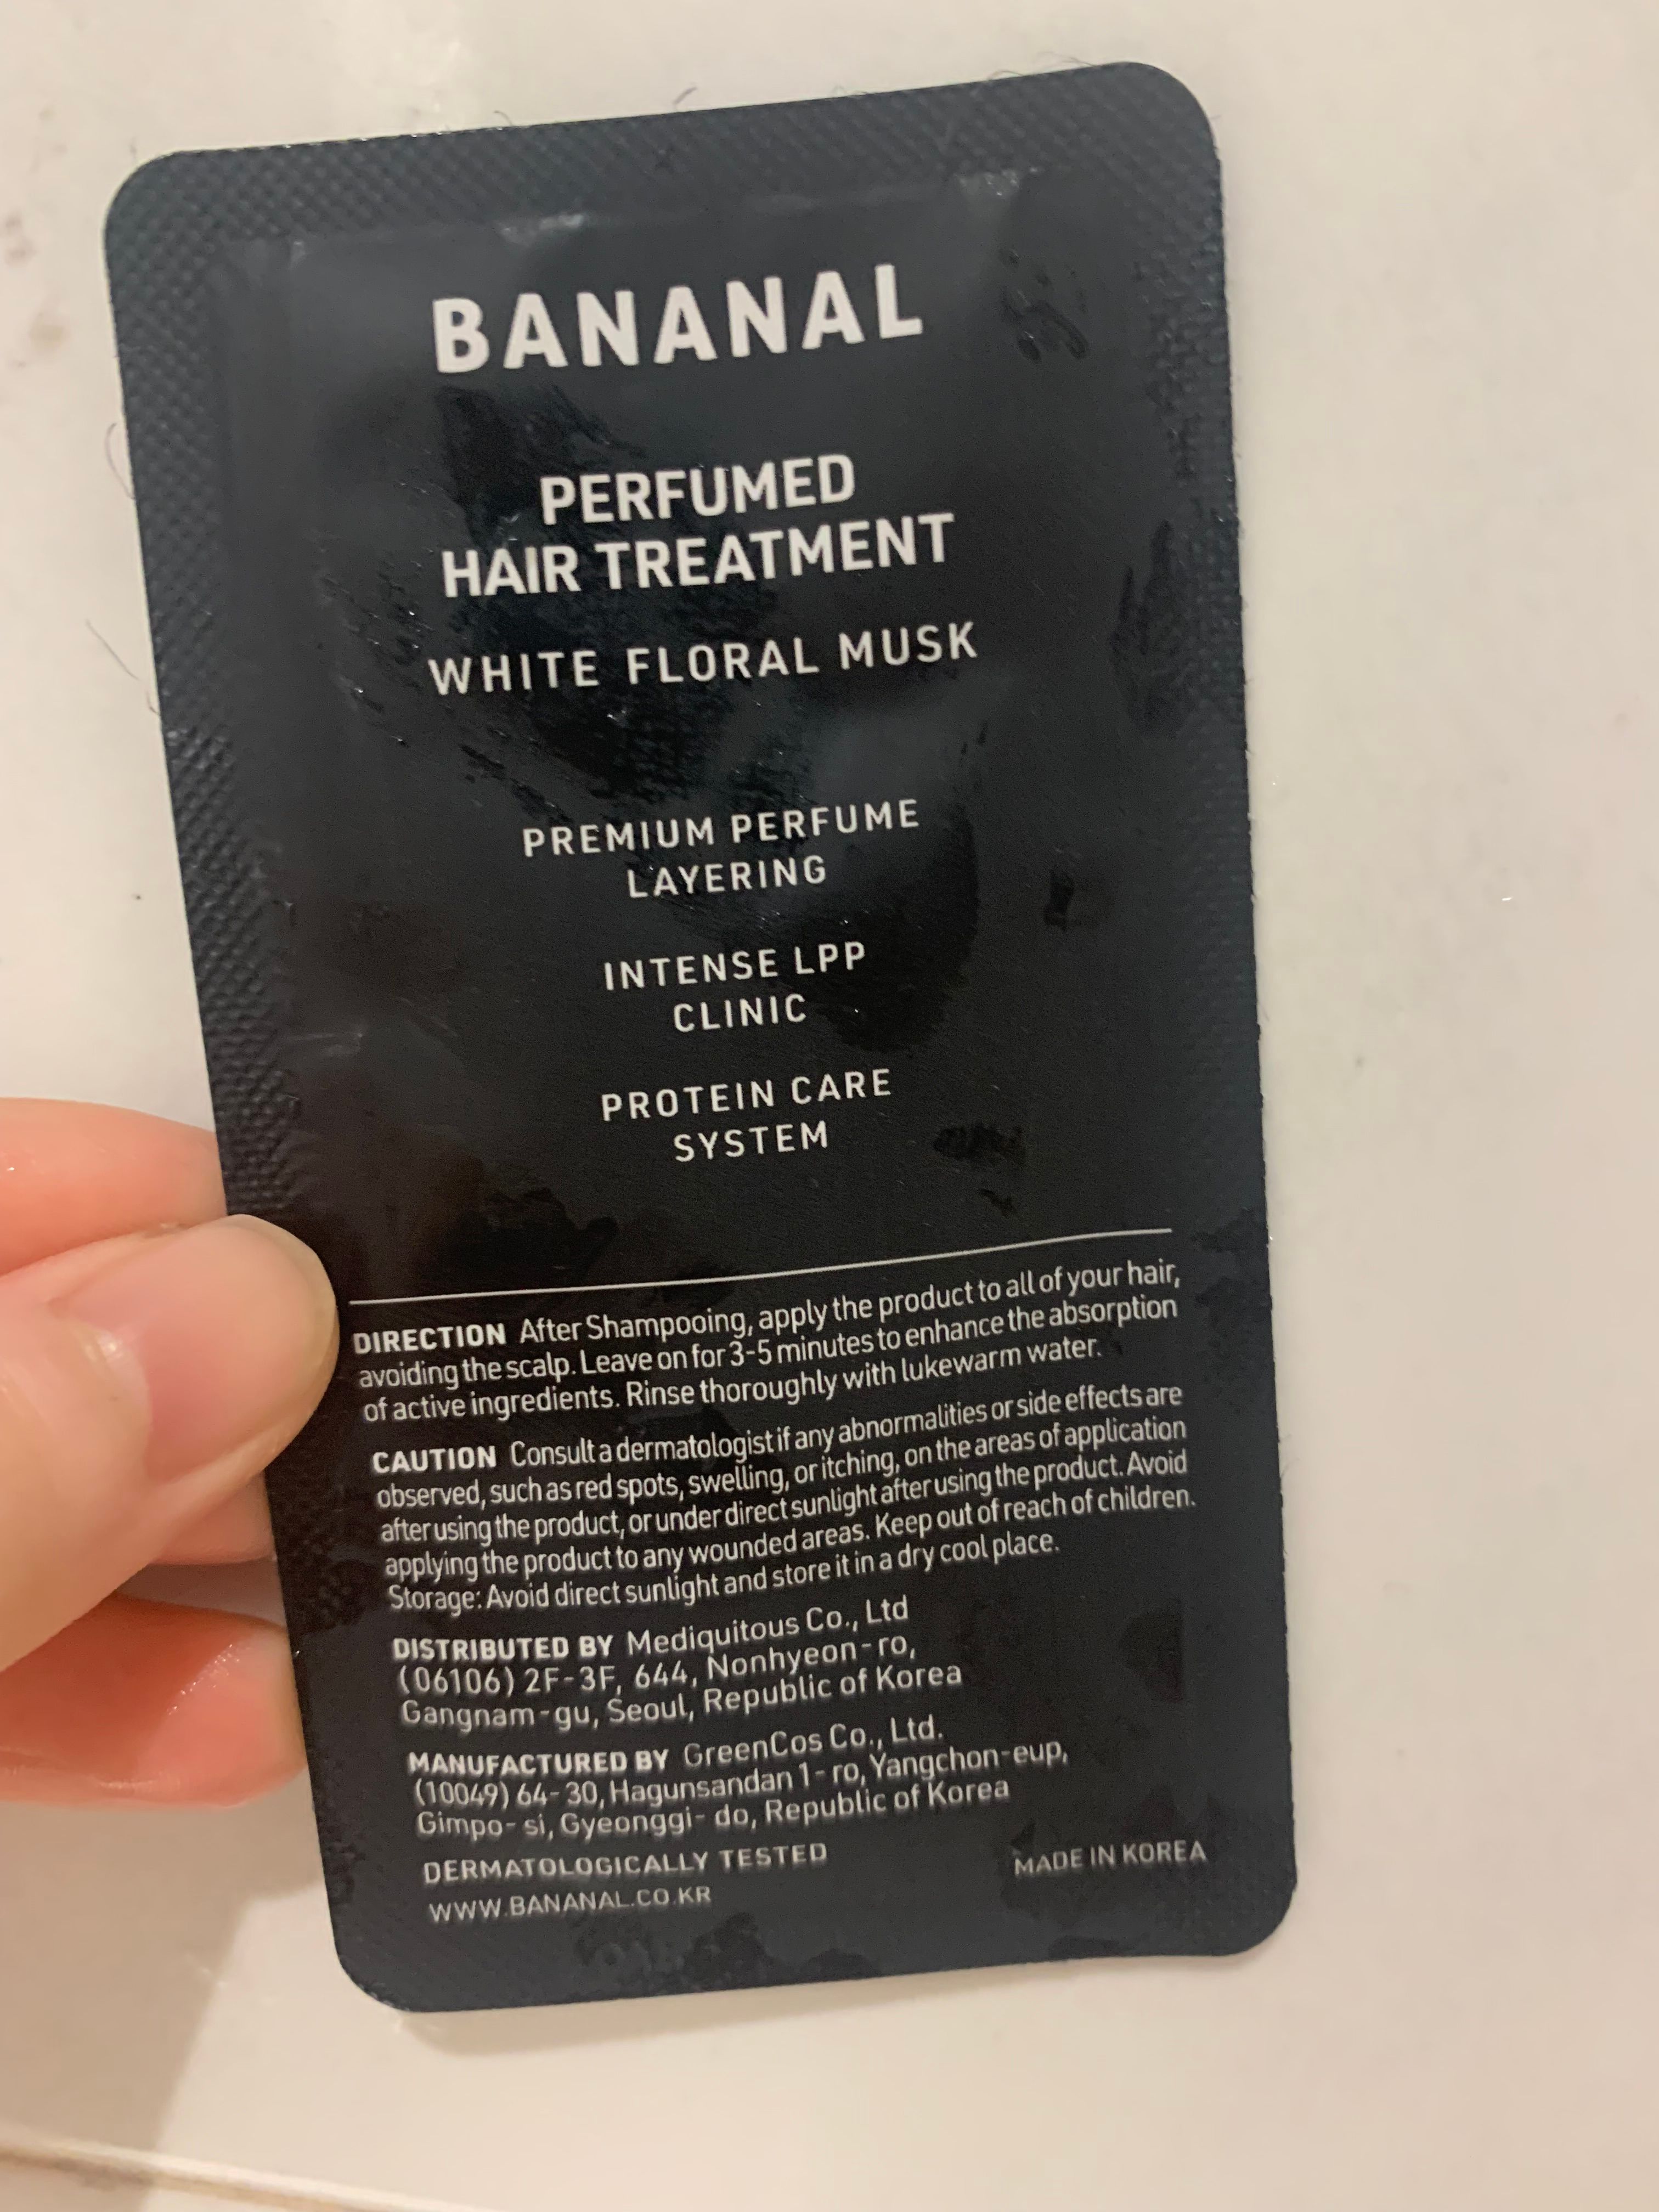 BANANAL
PERFUMED
HAIR TREATMENT
WHITE FLORAL MUSK
PREMIUM PERFUME
LAYERING
INTENSE LPP
CLINIC
PROTEIN CARE
SYSTEM
DIRECTION After Shampooing, apply the product to all of your hair,
avoiding the scalp. Leave on for 3-5 minutes to enhance the absorption
of active ingredients. Rinse thoroughly with lukewarm water.
CAUTION Consult a dermatologist if any abnormalities or side effects are
observed, such as red spots, swelling, or itching, on the areas of application
after using the product, or under direct sunlight after using the product. Avoid
applying the product to any wounded areas. Keep out of reach of children.
Storage: Avoid direct sunlight and store it in a dry cool place.
DISTRIBUTED BY Mediquitous Co., Ltd
(06106) 2F-3F, 644, Nonhyeon-ro,
Gangnam-gu, Seoul, Republic of Korea
MANUFACTURED BY GreenCos Co., Ltd.
(10049) 64-30, Hagunsandan 1-ro, Yangchon-eup,
Gimpo-si, Gyeonggi-do, Republic of Korea
DERMATOLOGICALLY TESTED
MADE IN KOREA
WWW.BANANAL.CO.KR